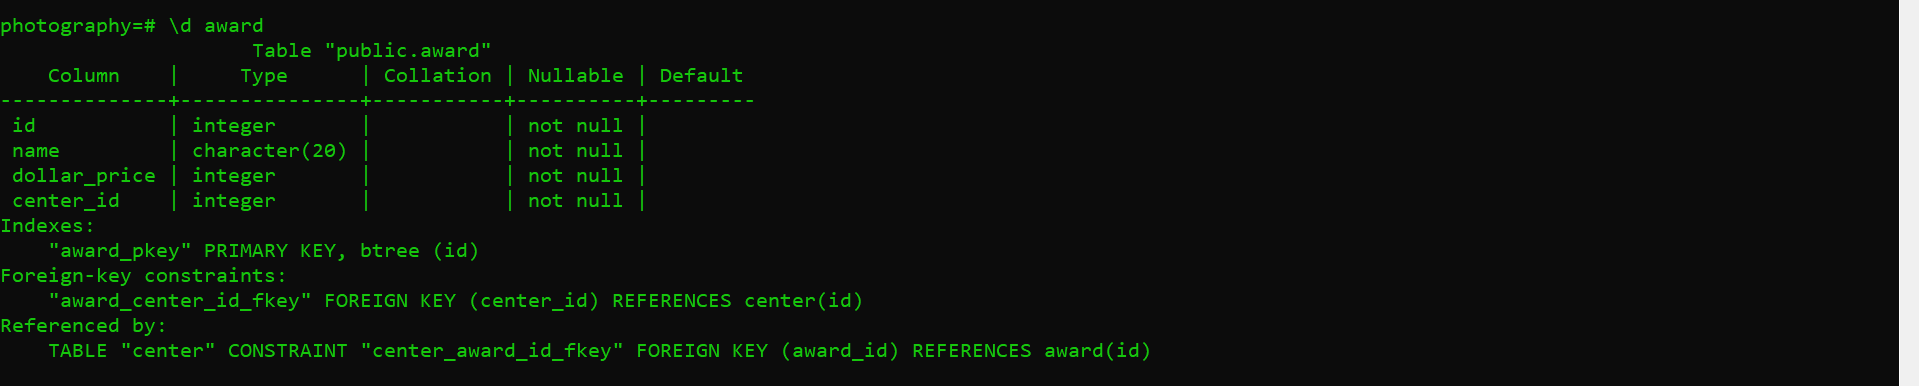 photography=# \d award
                     Table "public.award"
    Column    |     Type      | Collation | Nullable | Default
--------------+---------------+-----------+----------+---------
 id           | integer       |           | not null |
 name         | character(20) |           | not null |
 dollar_price | integer       |           | not null |
 center_id    | integer       |           | not null |
Indexes:
    "award_pkey" PRIMARY KEY, btree (id)
Foreign-key constraints:
    "award_center_id_fkey" FOREIGN KEY (center_id) REFERENCES center(id)
Referenced by:
    TABLE "center" CONSTRAINT "center_award_id_fkey" FOREIGN KEY (award_id) REFERENCES award(id)